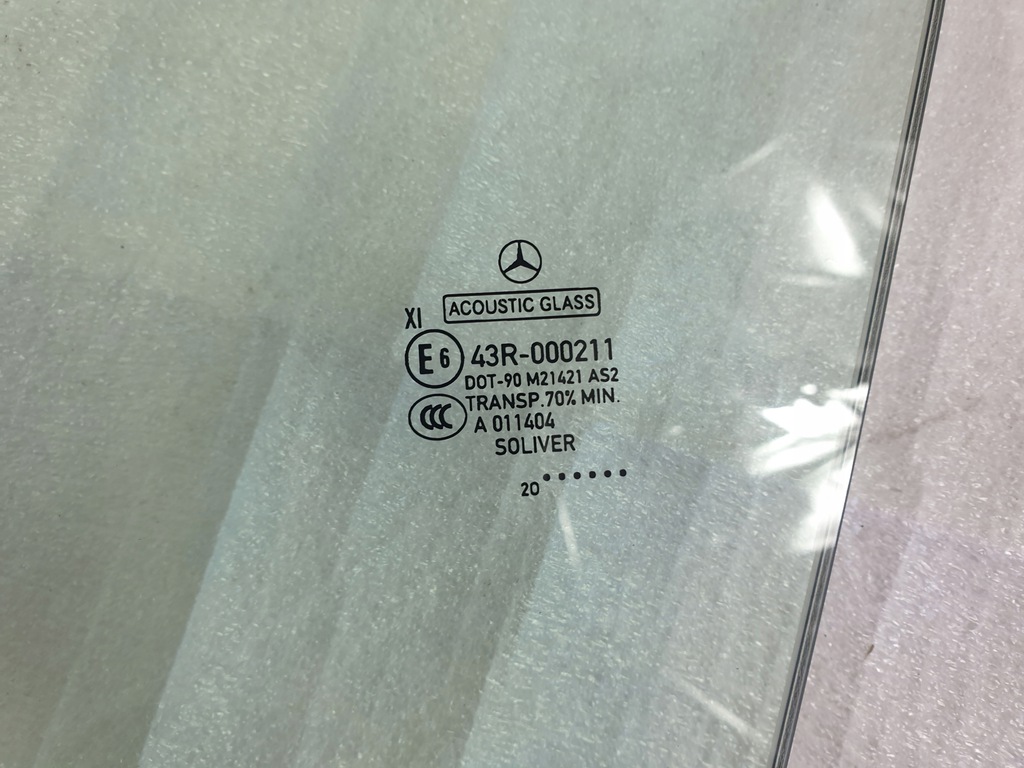 ACOUSTIC GLASS
XI
E6 43R-000211
DOT-90 M21421 AS2
CCC TRANSP.70% MIN.
A 011404
SOLIVER
20 ••••••